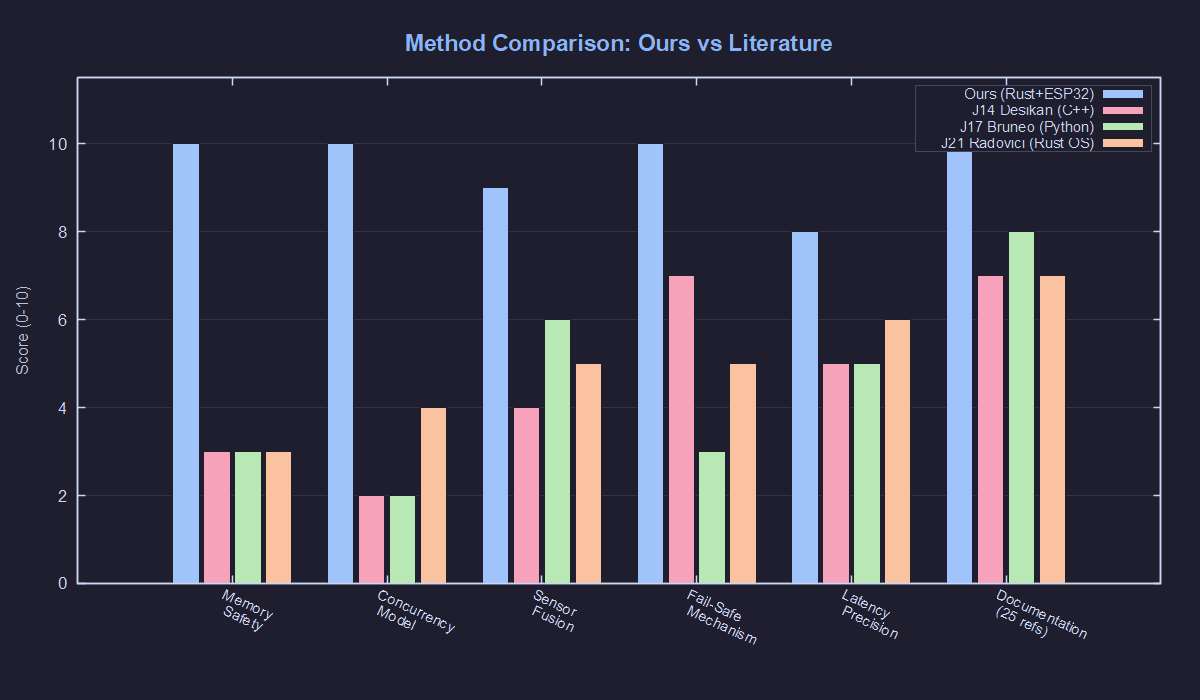 Method Comparison: Ours vs Literature
Ours (Rust+ESP32)
J14 Desikan (C++)
J17 Bruneo (Python)
J21 Radovici (Rust OS)
Score (0-10)
10
8
6
4
2
0
Memory
Safety
Concurrency
Model
Sensor
Fusion
Fail-Safe
Mechanism
Latency
Precision
Documentation
(25 refs)